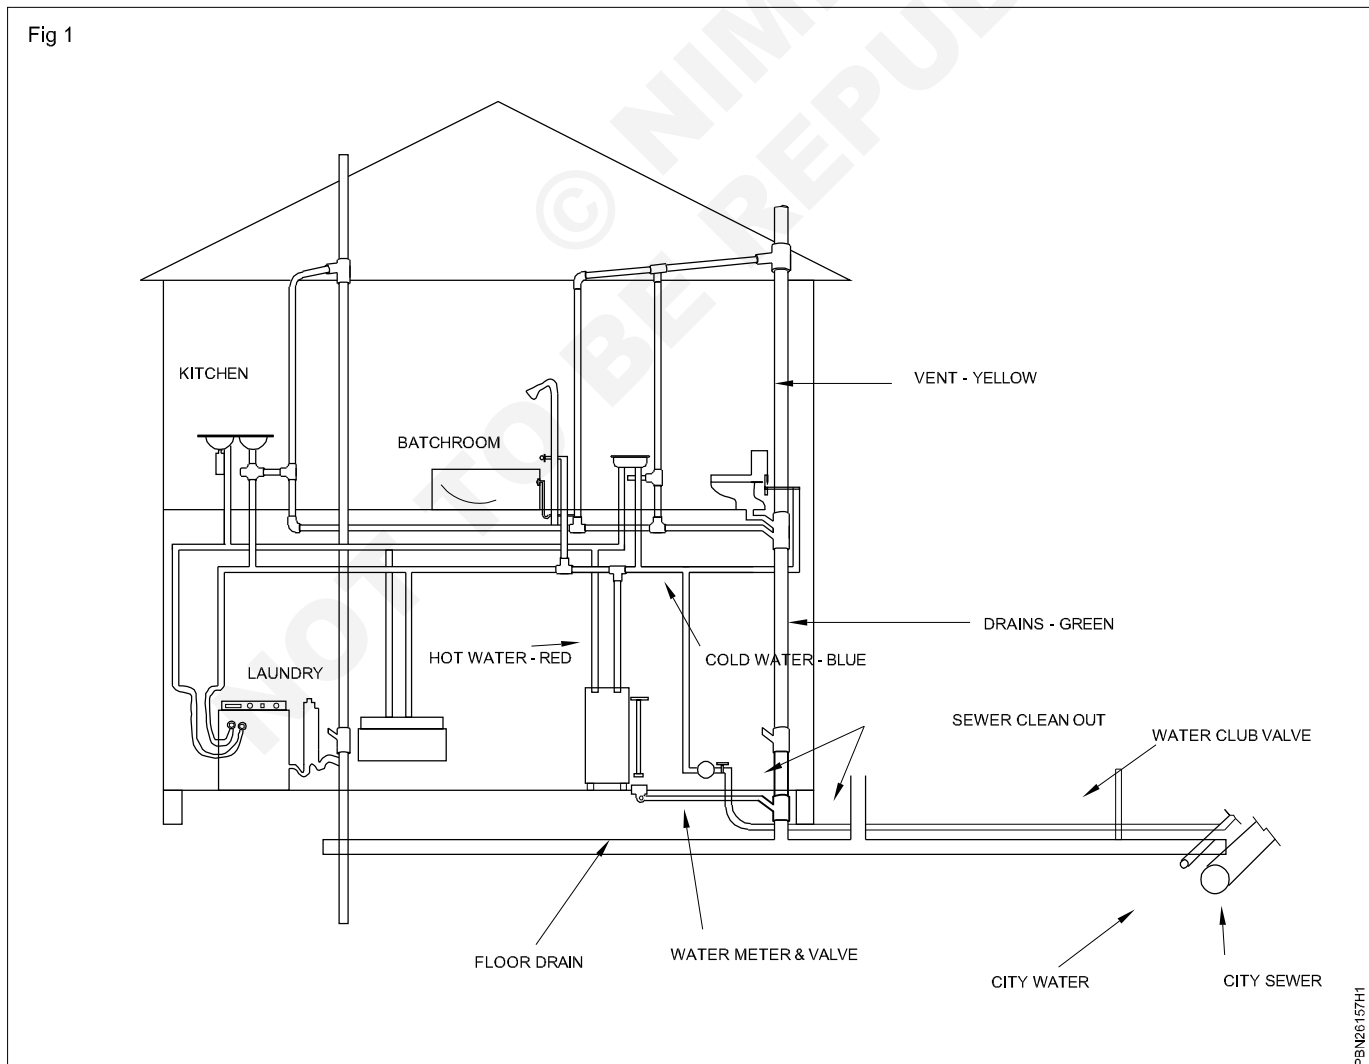 Fig 1
© NIMI
NOT TO BE REPUBL
KITCHEN
VENT - YELLOW
BATCHROOM
DRAINS - GREEN
HOT WATER - RED
COLD WATER - BLUE
LAUNDRY
SEWER CLEAN OUT
WATER CLUB VALVE
FLOOR DRAIN
WATER METER & VALVE
CITY WATER
CITY SEWER
PBN26157H1